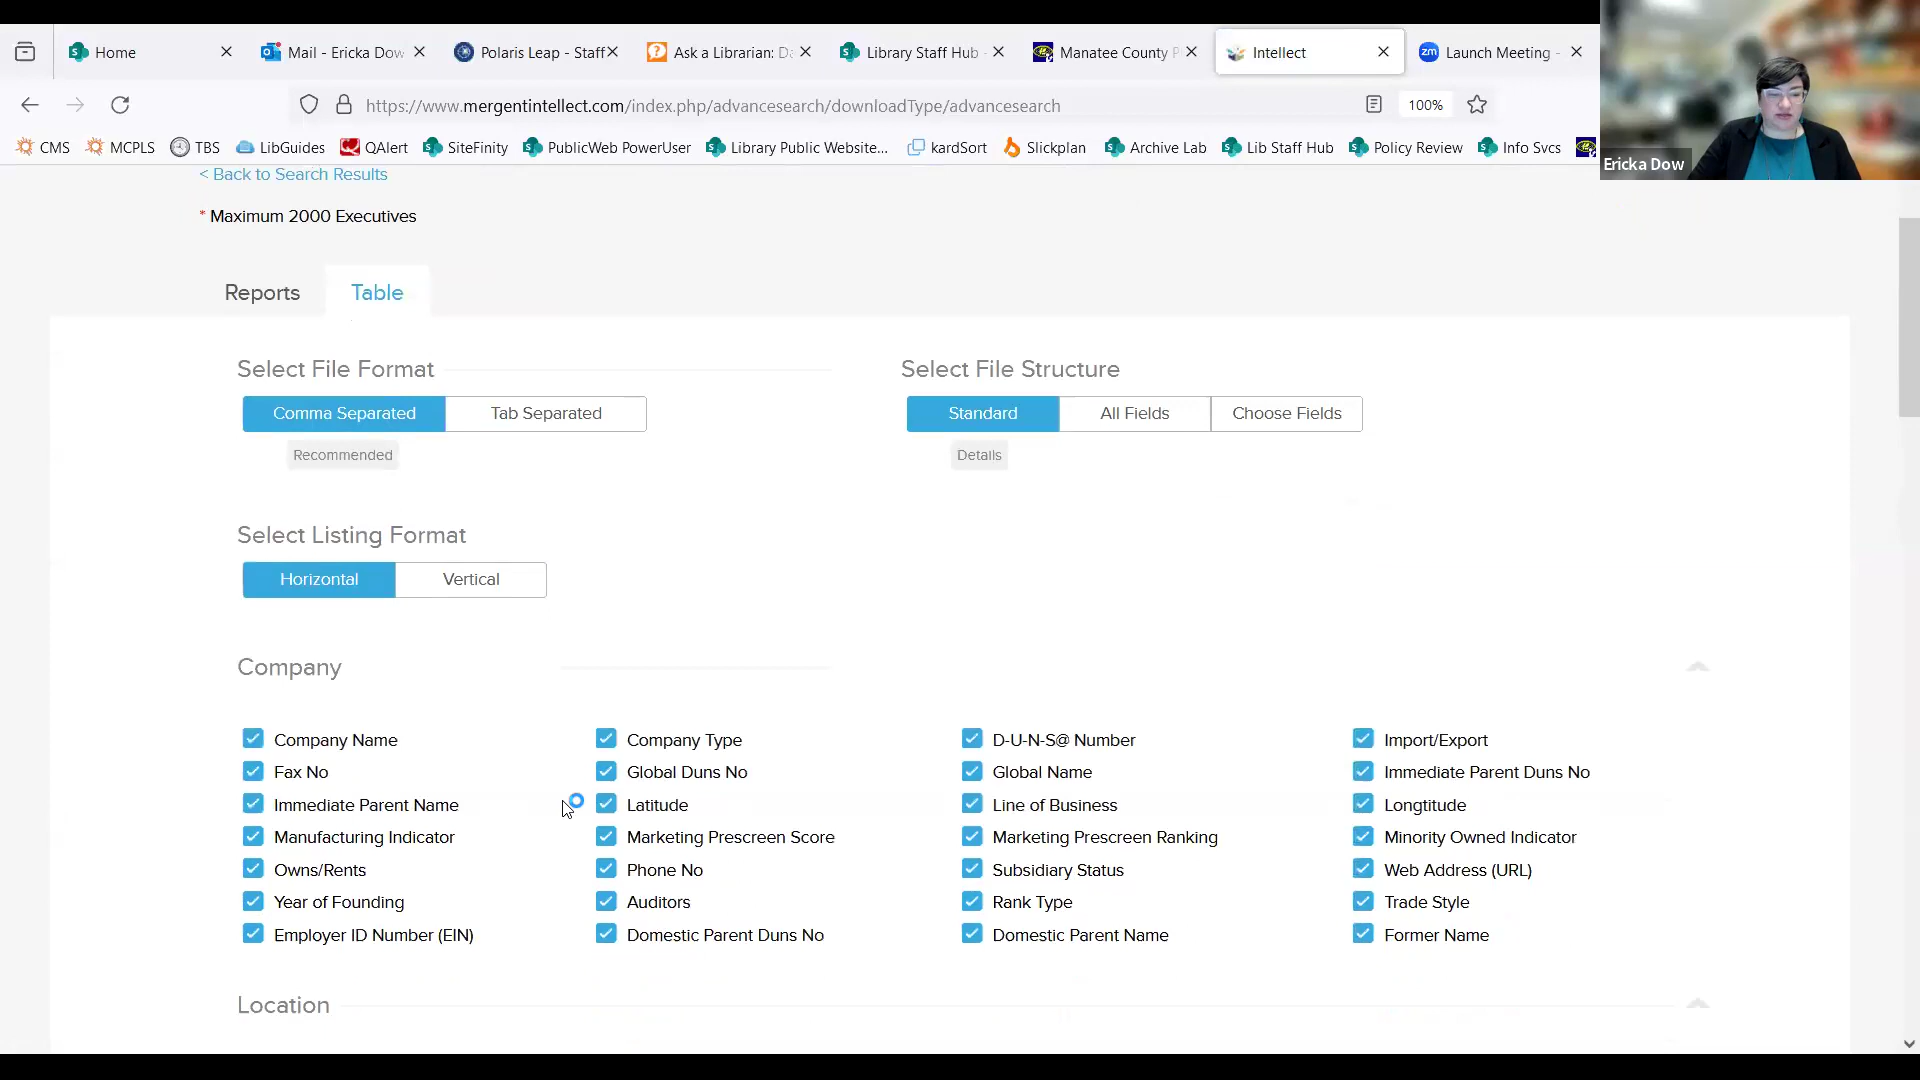 Home
Mail - Ericka Dow
Polaris Leap - Staff
Ask a Librarian: Da
Library Staff Hub -
Manatee County P
Intellect
zm Launch Meeting -
https://www.mergentintellect.com/index.php/advancesearch/downloadType/advancesearch
100%
CMS
MCPLS
TBS
LibGuides
QAlert
SiteFinity
PublicWeb PowerUser
Library Public Website...
kardSort
Slickplan
Archive Lab
Lib Staff Hub
Policy Review
Info Svcs
Ericka Dow
< Back to Search Results
* Maximum 2000 Executives
Reports Table
Select File Format Select File Structure
Comma Separated Tab Separated Standard All Fields Choose Fields
Recommended Details
Select Listing Format
Horizontal Vertical
Company
Company Name Company Type D-U-N-S@ Number Import/Export
Fax No Global Duns No Global Name Immediate Parent Duns No
Immediate Parent Name Latitude Line of Business Longtitude
Manufacturing Indicator Marketing Prescreen Score Marketing Prescreen Ranking Minority Owned Indicator
Owns/Rents Phone No Subsidiary Status Web Address (URL)
Year of Founding Auditors Rank Type Trade Style
Employer ID Number (EIN) Domestic Parent Duns No Domestic Parent Name Former Name
Location